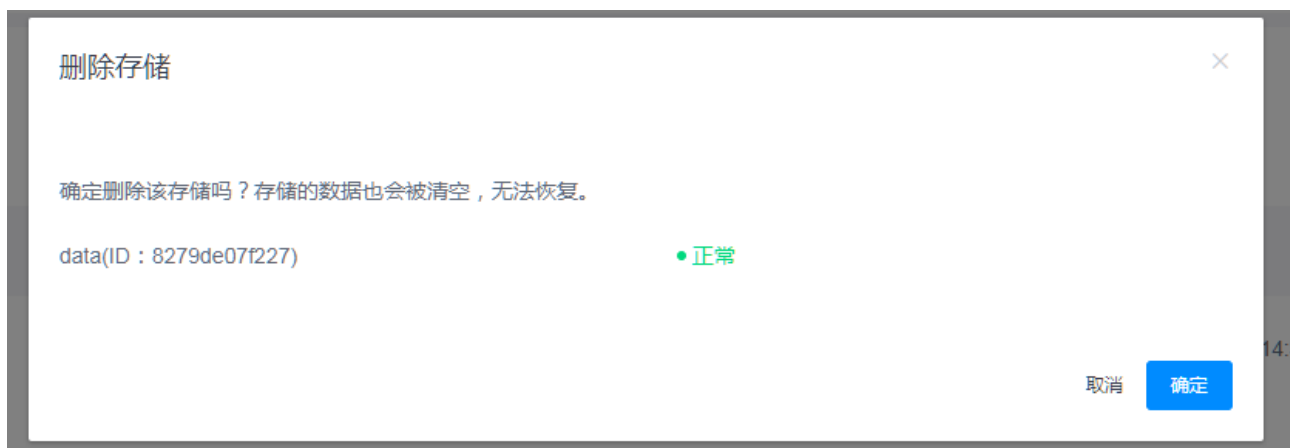 删除存储
确定删除该存储吗？存储的数据也会被清空，无法恢复。
data(ID：8279de07f227)
正常
14:
取消
确定